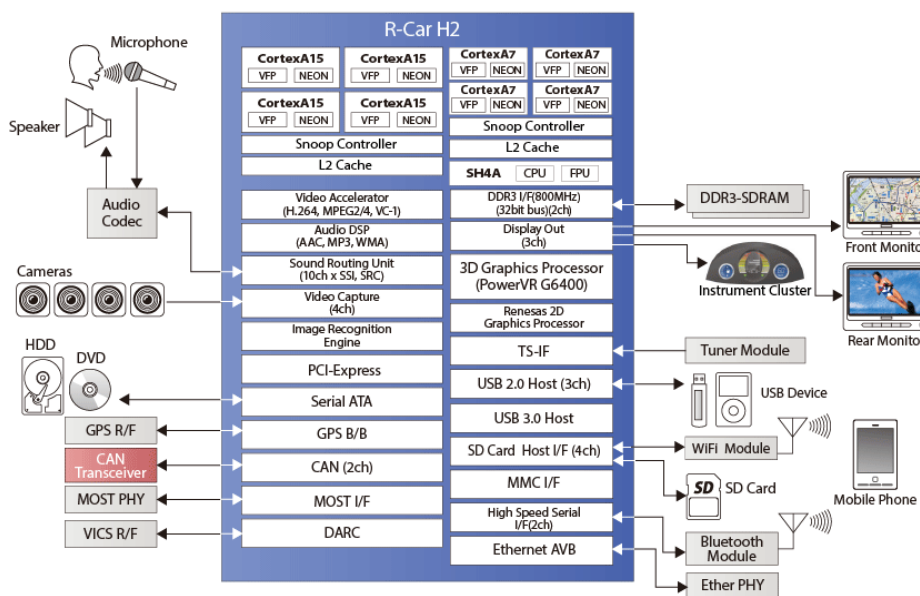 R-Car H2
Microphone
Speaker
Audio
Codec
Cameras
HDD
DVD
GPS R/F
CAN
Transceiver
MOST PHY
VICS R/F
CortexA15
VFP NEON
CortexA15
VFP NEON
CortexA15
VFP NEON
CortexA15
VFP NEON
Snoop Controller
L2 Cache
Video Accelerator
(H.264, MPEG2/4, VC-1)
Audio DSP
(AAC, MP3, WMA)
Sound Routing Unit
(10ch x SSI, SRC)
Video Capture
(4ch)
Image Recognition
Engine
PCI-Express
Serial ATA
GPS B/B
CAN (2ch)
MOST I/F
DARC
CortexA7
VFP NEON
CortexA7
VFP NEON
CortexA7
VFP NEON
CortexA7
VFP NEON
Snoop Controller
L2 Cache
SH4A CPU FPU
DDR3 I/F(800MHz)
(32bit bus)(2ch)
Display Out
(3ch)
3D Graphics Processor
(PowerVR G6400)
Renesas 2D
Graphics Processor
TS-IF
USB 2.0 Host (3ch)
USB 3.0 Host
SD Card Host I/F (4ch)
MMC I/F
High Speed Serial
I/F(2ch)
Ethernet AVB
DDR3-SDRAM
Front Monito
Instrument Cluster
Rear Monito
Tuner Module
USB Device
WiFi Module
SD
SD Card
Mobile Phone
Bluetooth
Module
Ether PHY